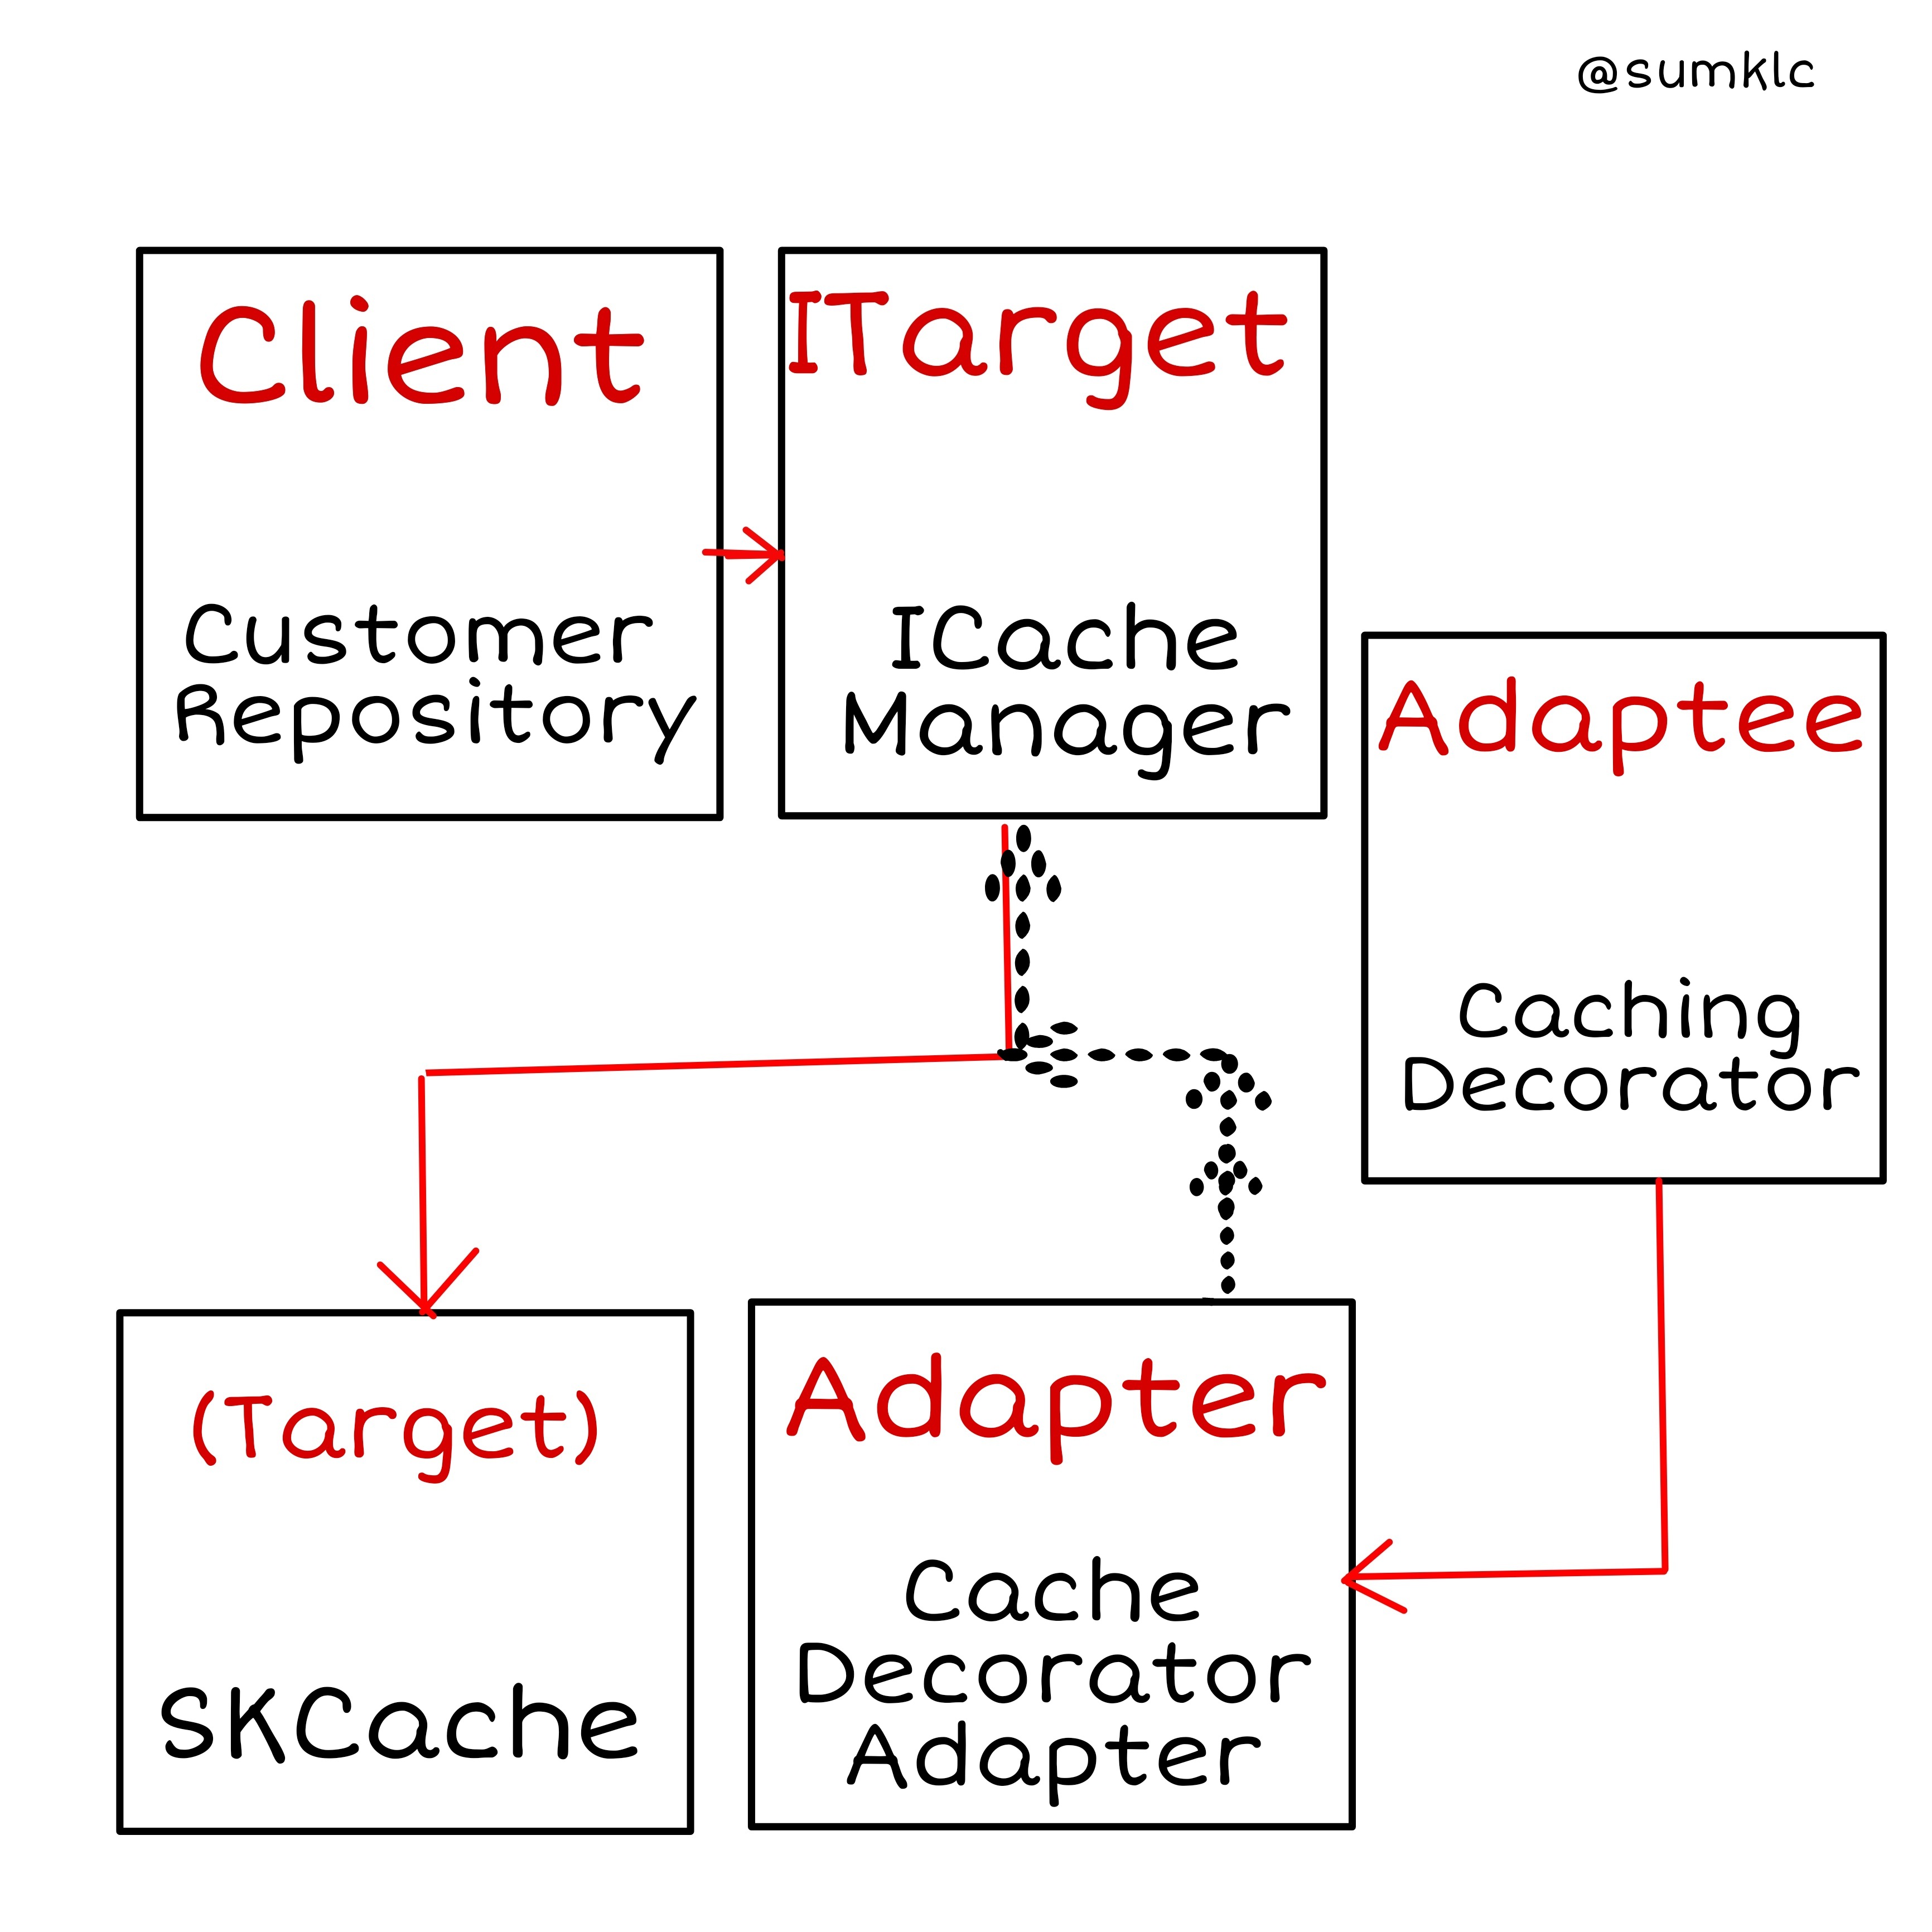 @sumklc
Client
Customer
Repository
ITarget
ICache
Manager
Adaptee
Caching
Decorator
(Target)
SKCache
Adapter
Cache
Decorator
Adapter